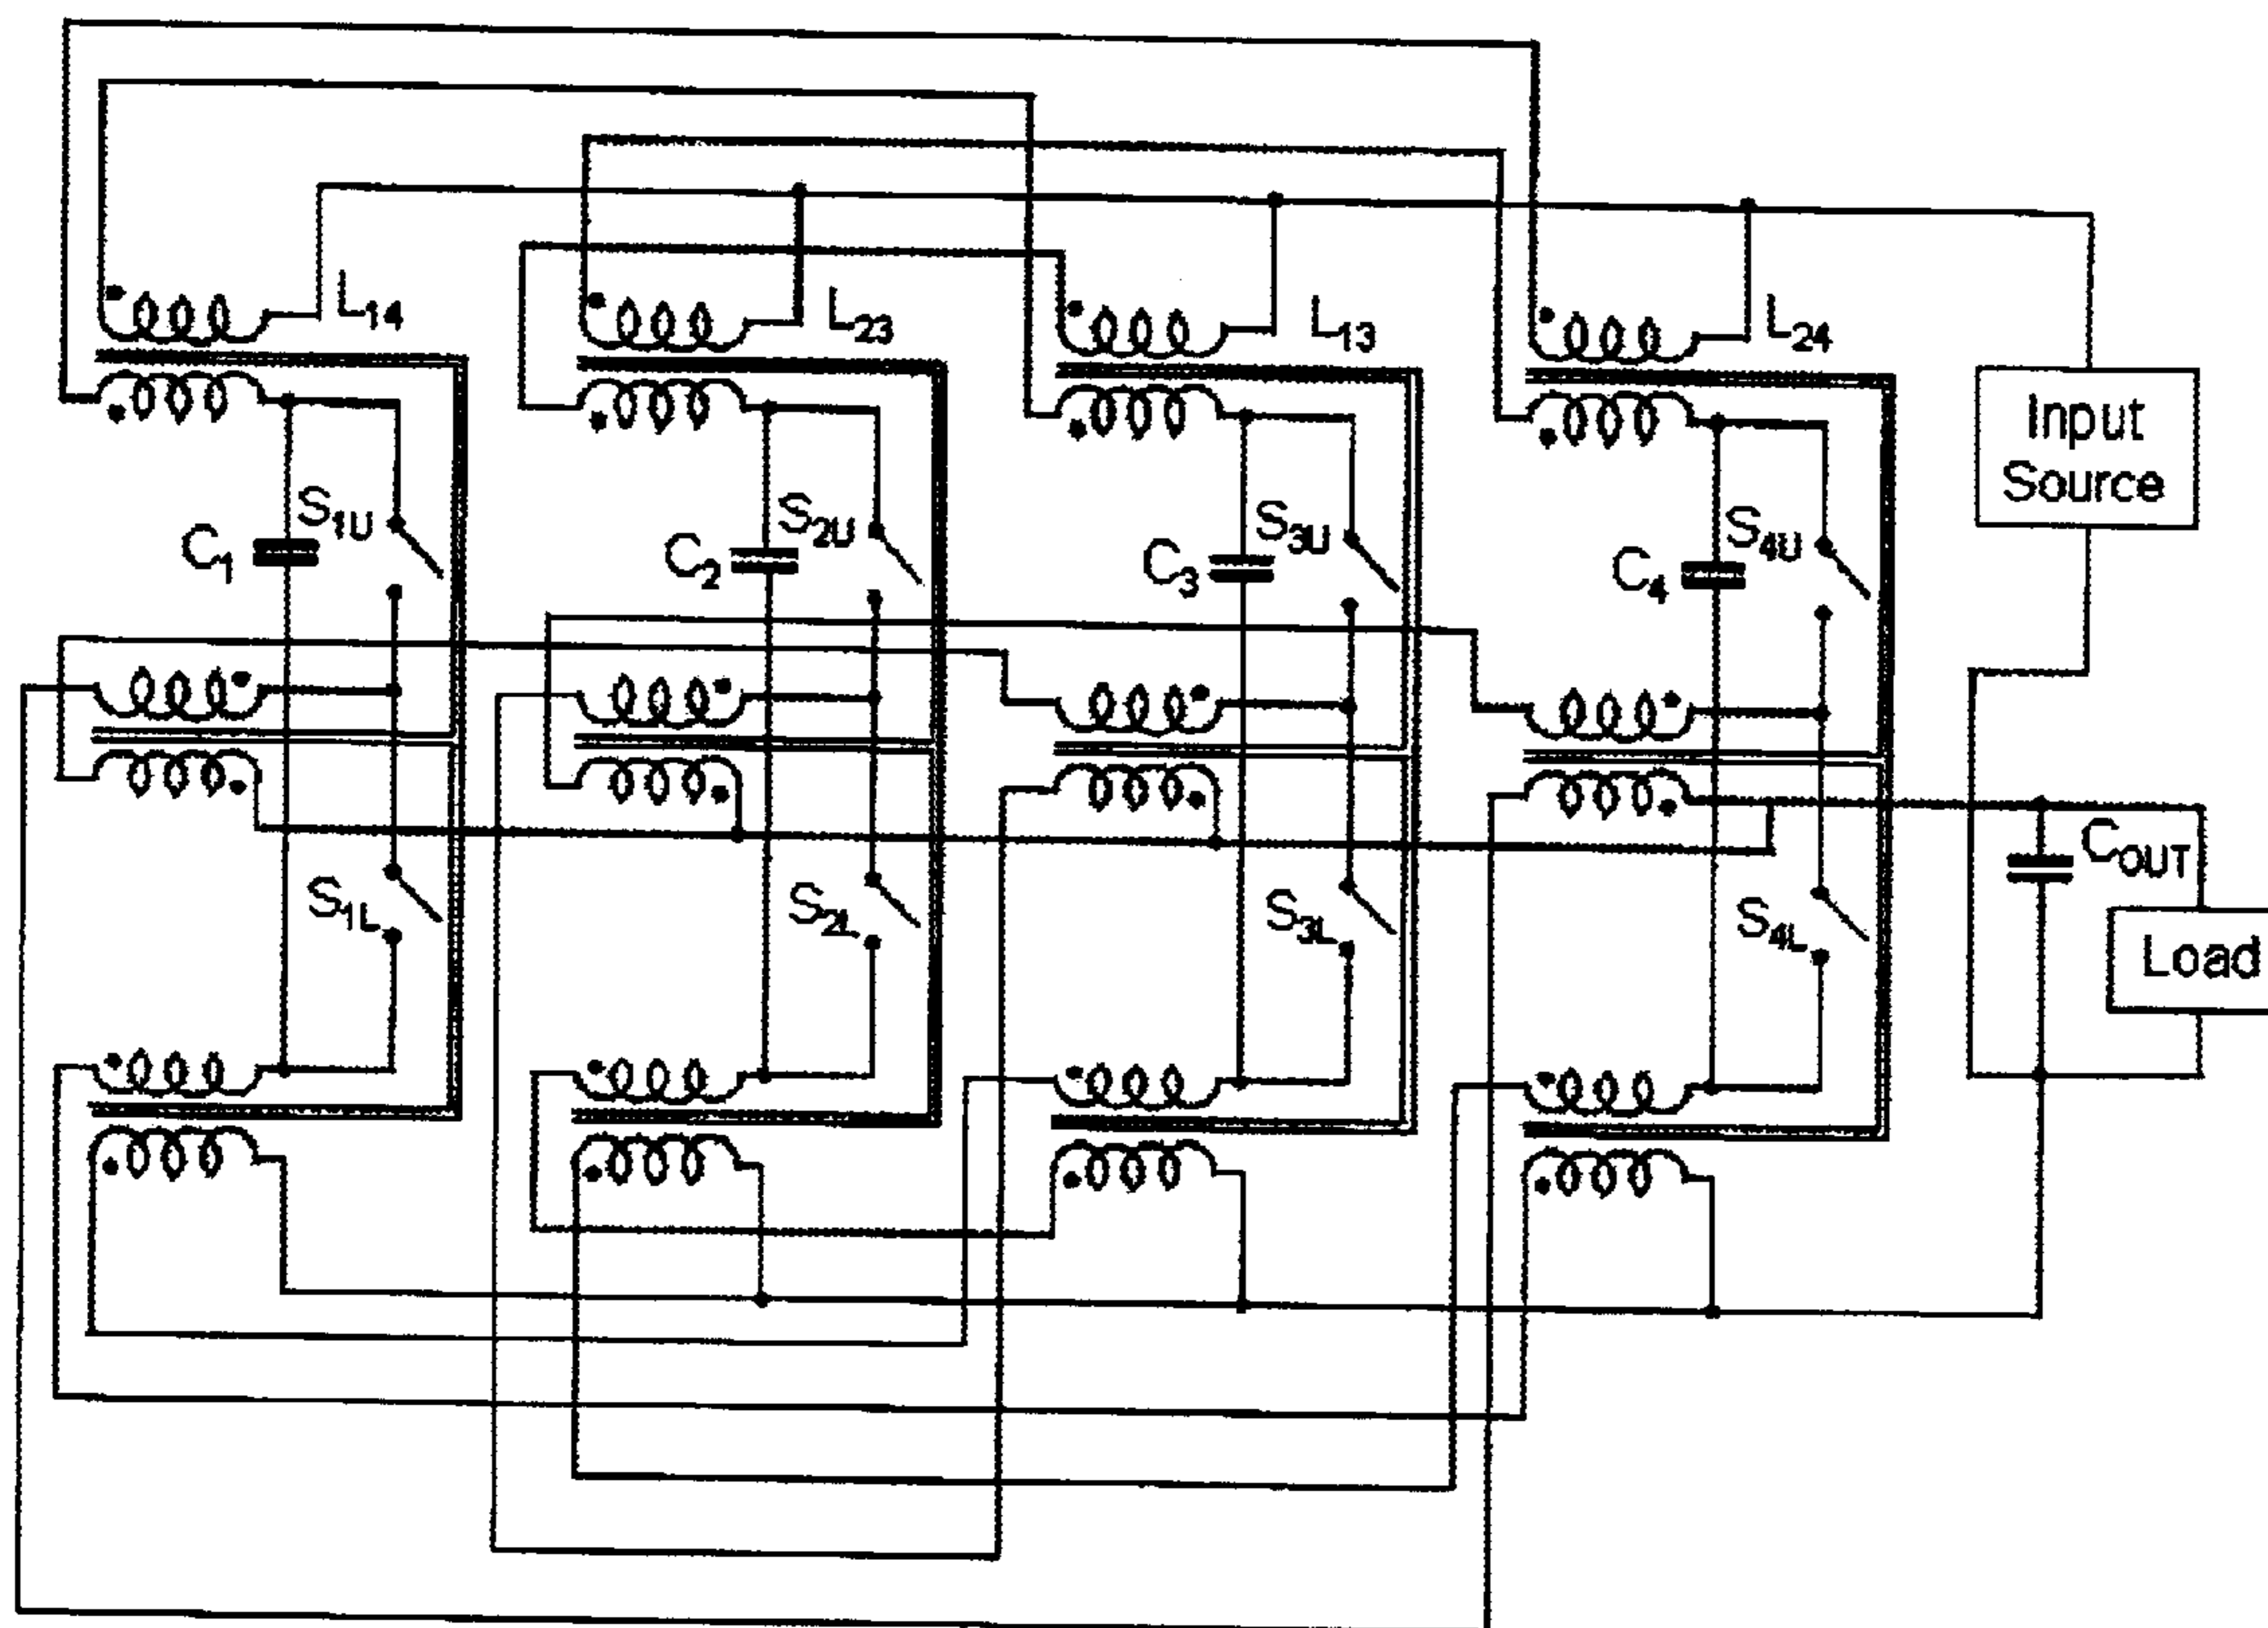 L14
L23
L13
L24
Input
Source
S1U
S2U
S3U
S4U
C1
C2
C3
C4
COUT
S1L
S2L
S3L
S4L
Load